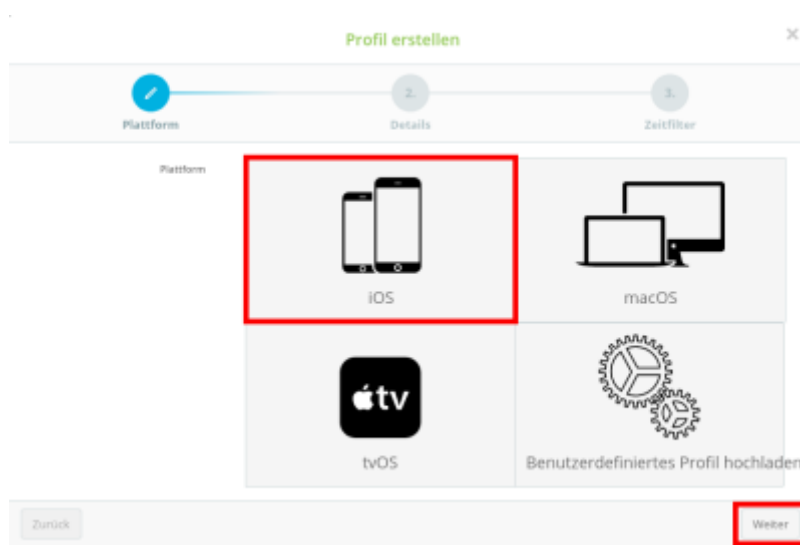 Profil erstellen
×
2.
3.
Plattform
Details
Zeitfilter
Plattform
iOS
macOS
tv
tvOS
Benutzerdefiniertes Profil hochladen
Zurück
Weiter